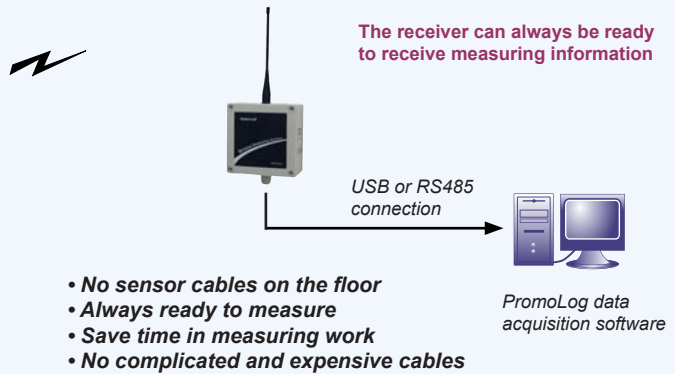 The receiver can always be ready
to receive measuring information
USB or RS485
connection
• No sensor cables on the floor
• Always ready to measure
• Save time in measuring work
• No complicated and expensive cables
PromoLog data
acquisition software